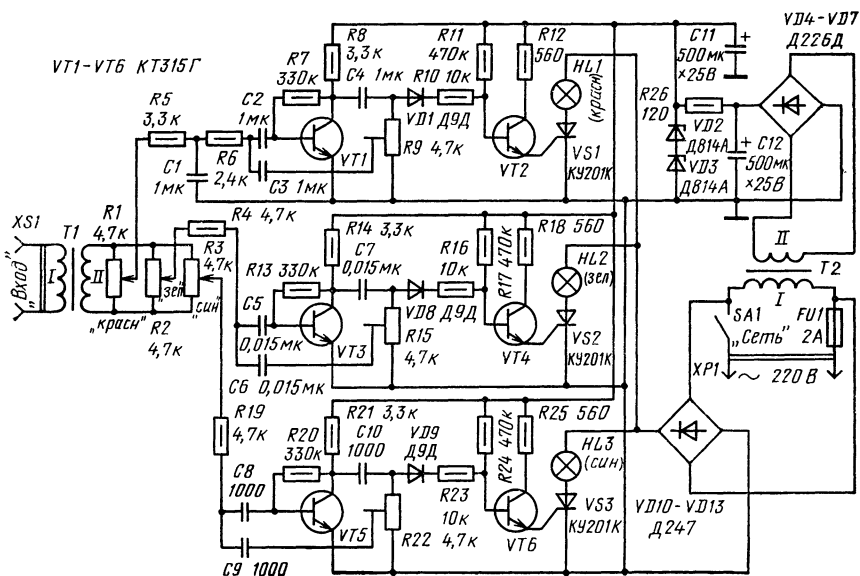 VT1-VT6 КТ315Г
R5
3,3к
C1
1мк
R6
2,4к
C2
1мк
R7
330к
R8
3,3к
C4 1мк
C3 1мк
VT1
R10 10к
VD1 Д9Д
R9 4,7к
R11
470к
VT2
R12
560
HL1
(красн)
VS1
КУ201К
C11
500мк
×25В
R26
120
VD2
Д814А
VD3
Д814А
C12
500мк
×25В
VD4-VD7
Д226Д
XS1
"Вход"
T1
I
II
R1
4,7к
"красн"
R2
4,7к
"зел"
R3
4,7к
"син"
R4 4,7к
R13 330к
C5
0,015мк
C6 0,015мк
R14 3,3к
C7
0,015мк
VT3
VD8 Д9Д
R15
4,7к
R16
10к
R17 470к
VT4
R18 560
HL2
(зел)
VS2
КУ201К
II
T2
I
SA1
"Сеть"
FU1
2А
XP1
~ 220В
R19
4,7к
C8
1000
C9 1000
R20
330к
R21 3,3к
C10
1000
VT5
VD9
Д9Д
R23
10к
R22 4,7к
R24 470к
VT6
R25 560
HL3
(син)
VS3
КУ201К
VD10-VD13
Д247